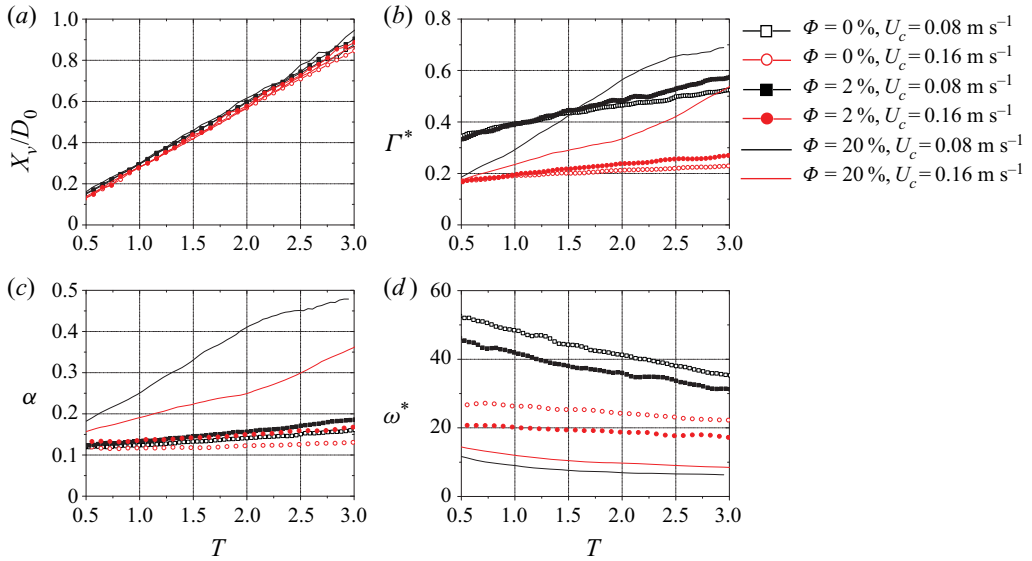 (a)
1.0
0.8
0.6
0.4
0.2
0
X_v/D_0
0.5 1.0 1.5 2.0 2.5 3.0
(b)
0.8
0.6
0.4
0.2
0
Γ*
0.5 1.0 1.5 2.0 2.5 3.0
Φ = 0 %, U_c = 0.08 m s⁻¹
Φ = 0 %, U_c = 0.16 m s⁻¹
Φ = 2 %, U_c = 0.08 m s⁻¹
Φ = 2 %, U_c = 0.16 m s⁻¹
Φ = 20 %, U_c = 0.08 m s⁻¹
Φ = 20 %, U_c = 0.16 m s⁻¹
(c)
0.5
0.4
0.3
0.2
0.1
0
α
0.5 1.0 1.5 2.0 2.5 3.0
T
(d)
60
40
20
0
ω*
0.5 1.0 1.5 2.0 2.5 3.0
T